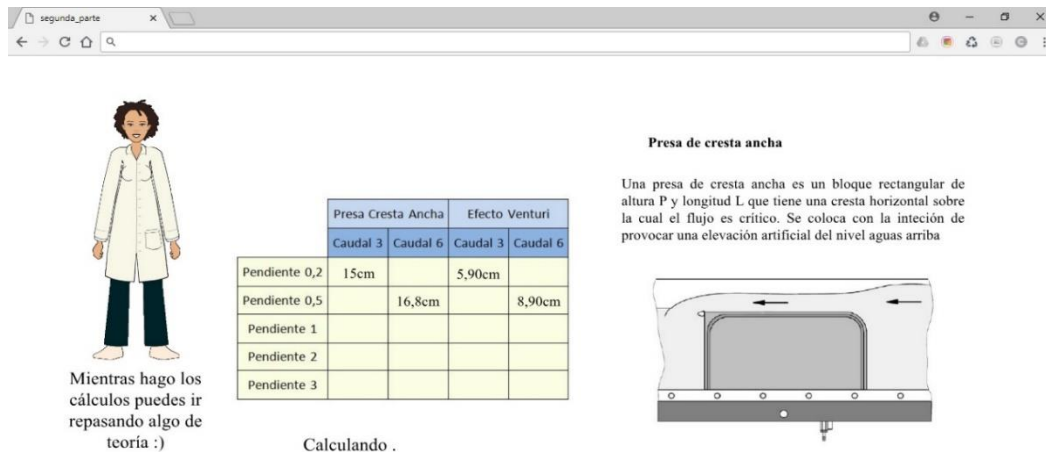 segunda_parte
Presa de cresta ancha
Una presa de cresta ancha es un bloque rectangular de
altura P y longitud L que tiene una cresta horizontal sobre
la cual el flujo es crítico. Se coloca con la inteción de
provocar una elevación artificial del nivel aguas arriba
Presa Cresta Ancha Efecto Venturi
Caudal 3 Caudal 6 Caudal 3 Caudal 6
Pendiente 0,2 15cm 5,90cm
Pendiente 0,5 16,8cm 8,90cm
Pendiente 1
Pendiente 2
Pendiente 3
Mientras hago los
cálculos puedes ir
repasando algo de
teoría :)
Calculando .